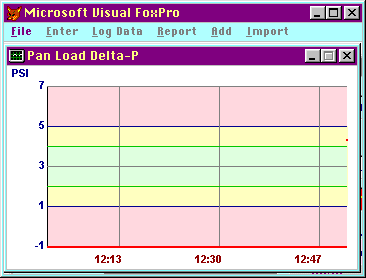 Microsoft Visual FoxPro
File Enter Log Data Report Add Import
Pan Load Delta-P
PSI
7
5
3
1
-1
12:13 12:30 12:47